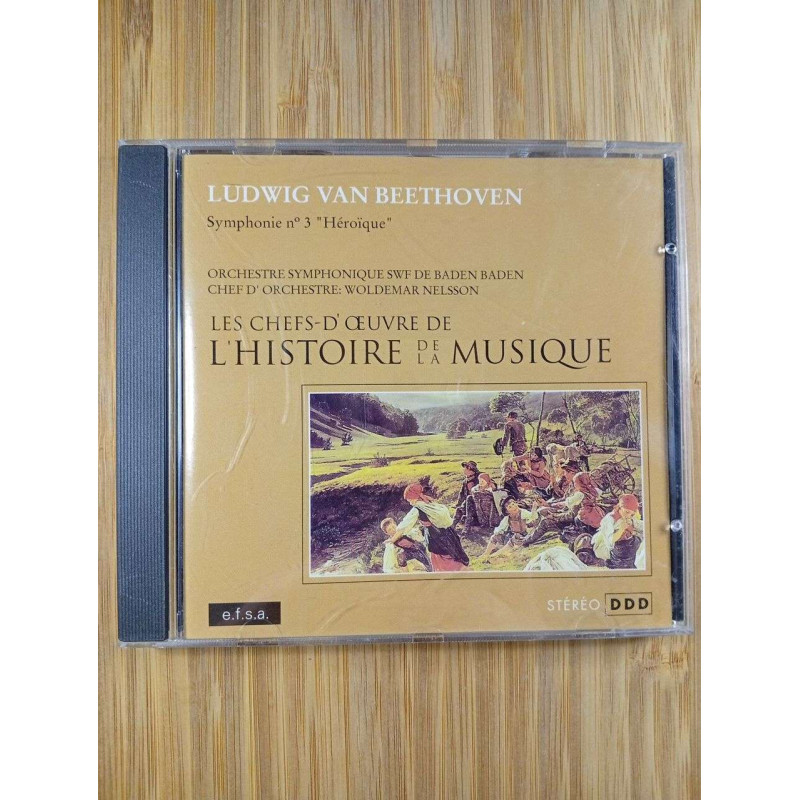 LUDWIG VAN BEETHOVEN
Symphonie nº 3 "Héroïque"
ORCHESTRE SYMPHONIQUE SWF DE BADEN BADEN
CHEF D' ORCHESTRE: WOLDEMAR NELSSON
LES CHEFS-D'ŒUVRE DE
L'HISTOIRE DE LA MUSIQUE
e.f.s.a.
STÉRÉO DDD